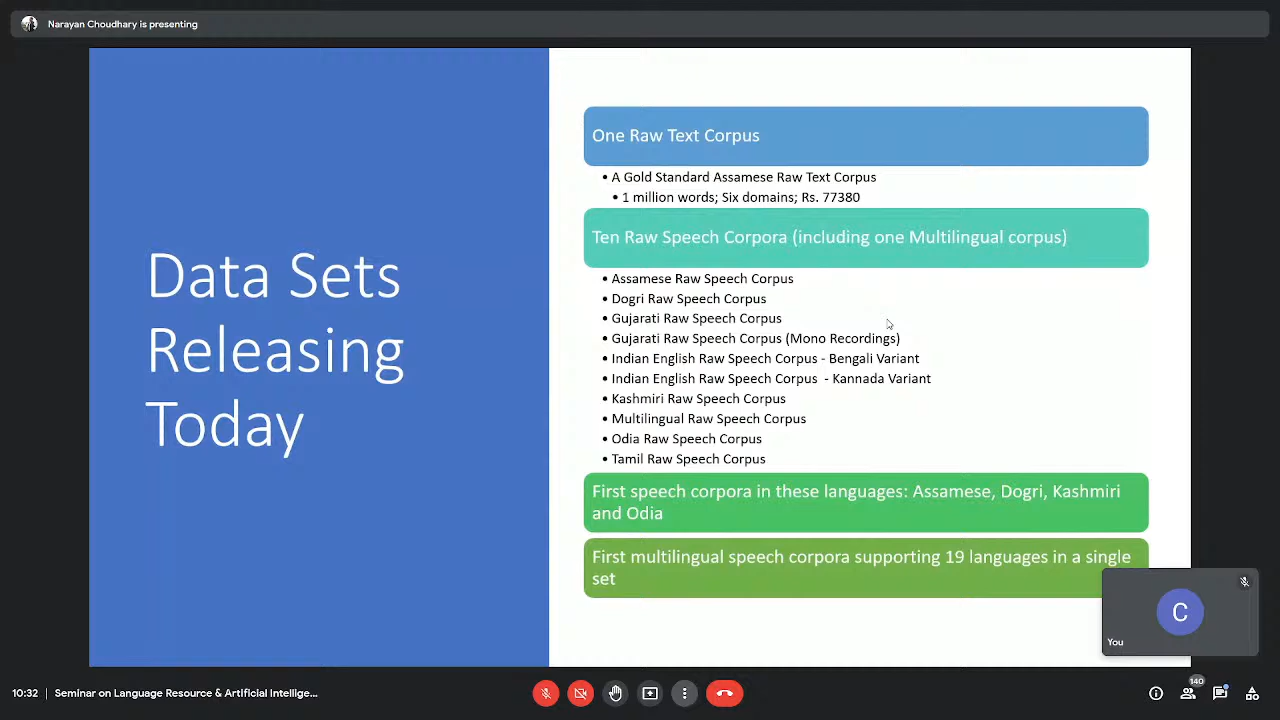 Narayan Choudhary is presenting
Data Sets
Releasing
Today
One Raw Text Corpus
• A Gold Standard Assamese Raw Text Corpus
• 1 million words; Six domains; Rs. 77380
Ten Raw Speech Corpora (including one Multilingual corpus)
• Assamese Raw Speech Corpus
• Dogri Raw Speech Corpus
• Gujarati Raw Speech Corpus
• Gujarati Raw Speech Corpus (Mono Recordings)
• Indian English Raw Speech Corpus - Bengali Variant
• Indian English Raw Speech Corpus - Kannada Variant
• Kashmiri Raw Speech Corpus
• Multilingual Raw Speech Corpus
• Odia Raw Speech Corpus
• Tamil Raw Speech Corpus
First speech corpora in these languages: Assamese, Dogri, Kashmiri
and Odia
First multilingual speech corpora supporting 19 languages in a single
set
C
You
10:32 | Seminar on Language Resource & Artificial Intellige...
140